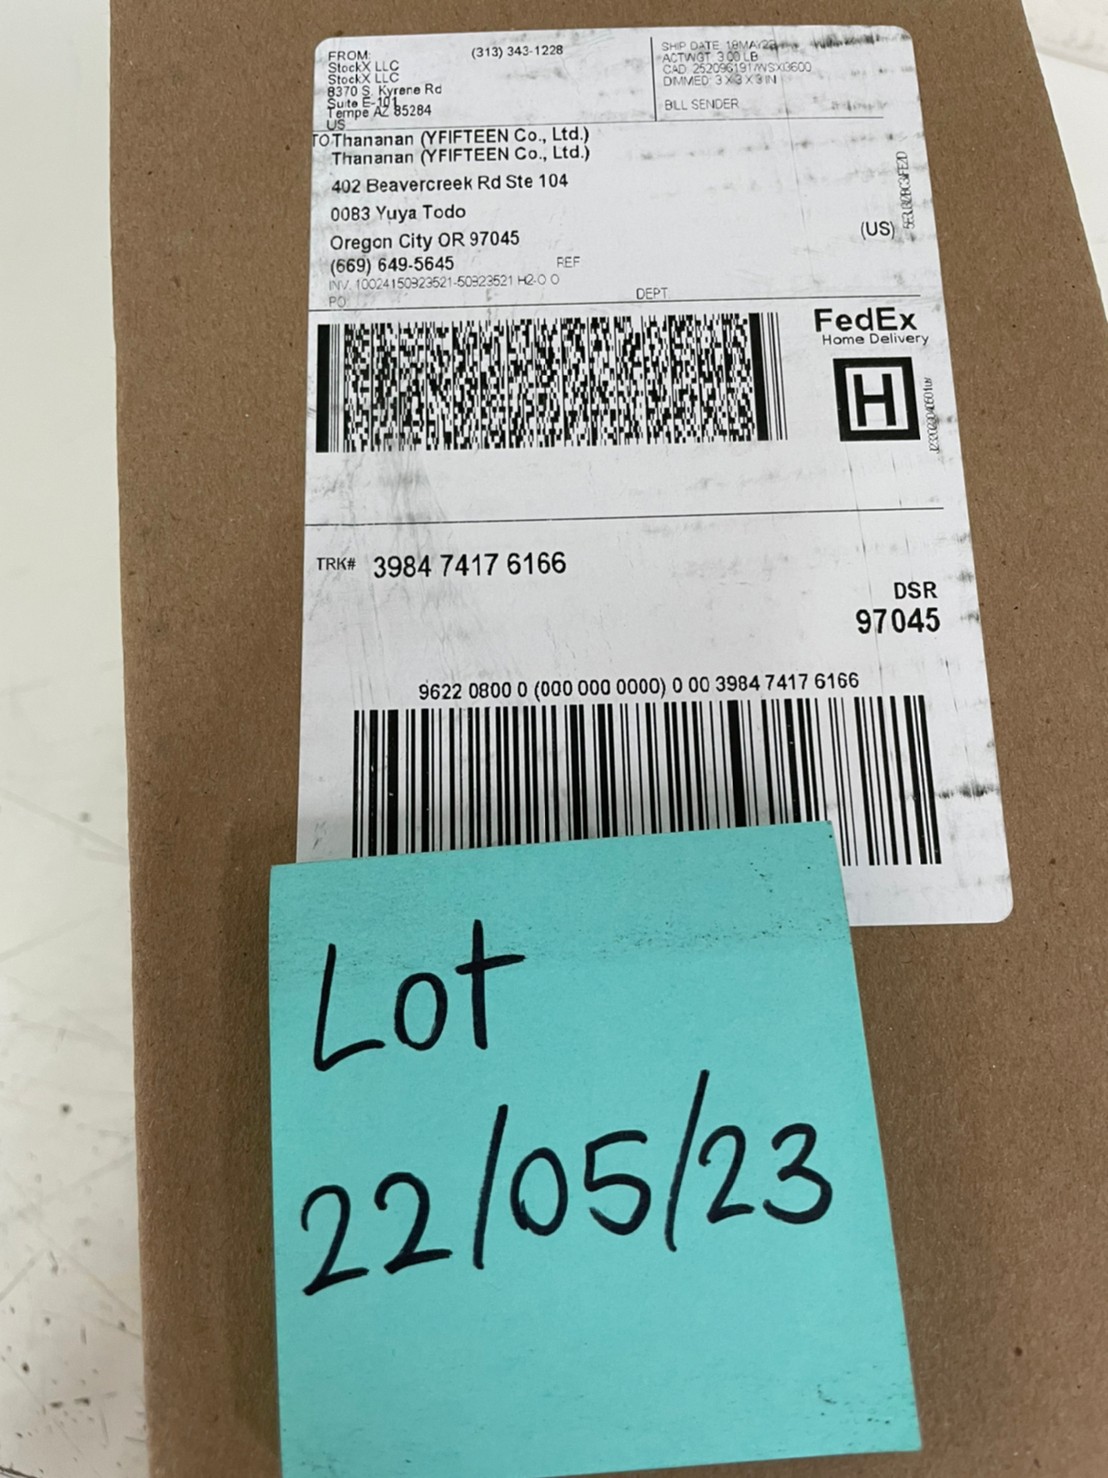 FROM:
(313) 343-1228
StockX LLC
StockX LLC
8370 S. Kyrene Rd
Suite E-101
Tempe AZ 85284
US
SHIP DATE: 18MAY23
ACTWGT: 3.00 LB
CAD: 252096191/WSXI3600
DIMMED: 3 X 3 X 3 IN
BILL SENDER
TO Thananan (YFIFTEEN Co., Ltd.)
Thananan (YFIFTEEN Co., Ltd.)
402 Beavercreek Rd Ste 104
0083 Yuya Todo
Oregon City OR 97045
(US)
(669) 649-5645
REF
INV: 10024150923521-50923521 H2-0 0
PO
DEPT
FedEx
Home Delivery
H
TRK# 3984 7417 6166
DSR
97045
9622 0800 0 (000 000 0000) 0 00 3984 7417 6166
Lot
22/05/23